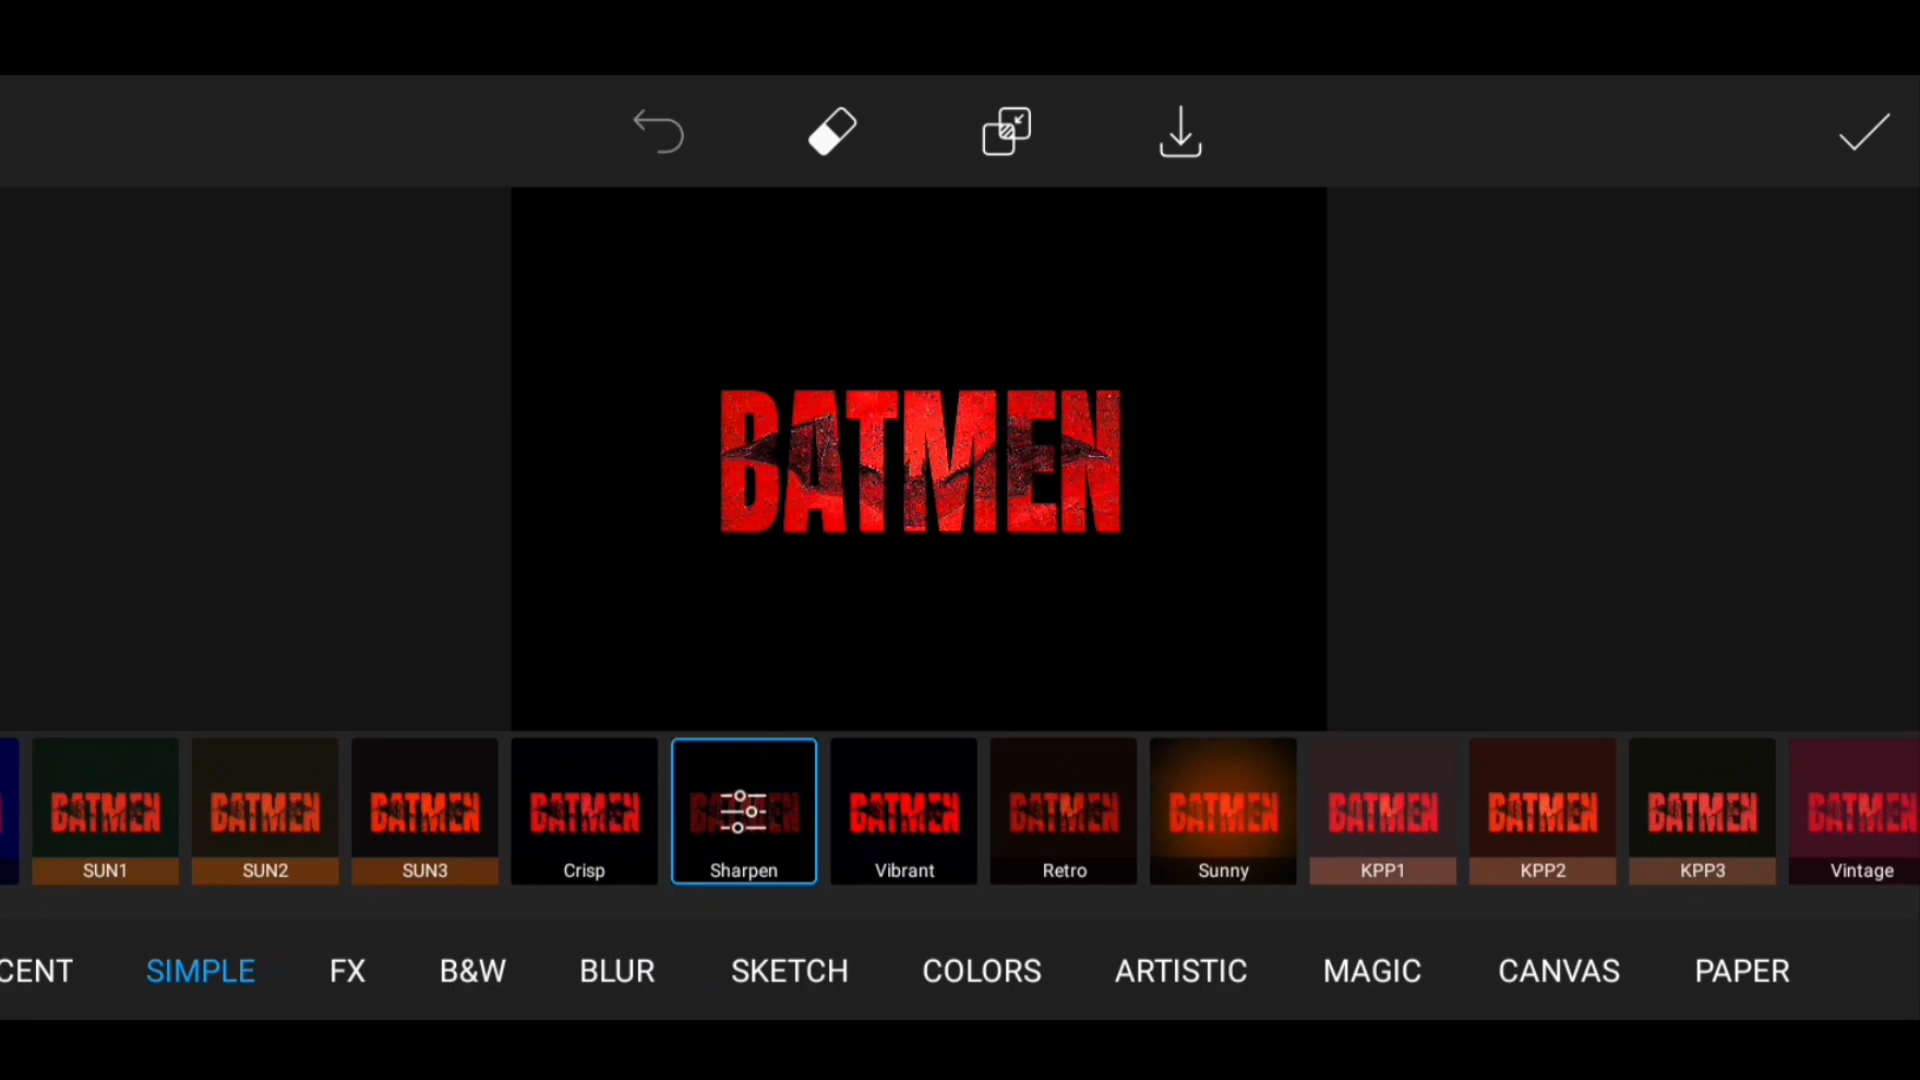 BATMEN
BATMEN BATMEN BATMEN BATMEN BATMEN BATMEN BATMEN BATMEN BATMEN BATMEN BATMEN BATMEN
SUN1 SUN2 SUN3 Crisp Sharpen Vibrant Retro Sunny KPP1 KPP2 KPP3 Vintage
CENT SIMPLE FX B&W BLUR SKETCH COLORS ARTISTIC MAGIC CANVAS PAPER